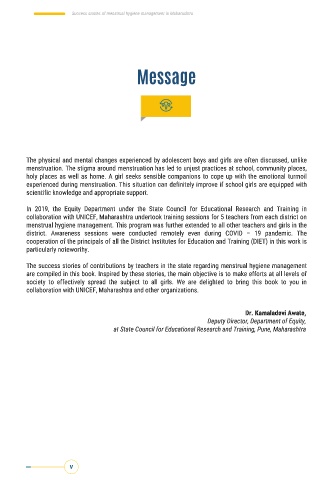 Success stories of menstrual hygiene management in Maharashtra
Message
The physical and mental changes experienced by adolescent boys and girls are often discussed, unlike
menstruation. The stigma around menstruation has led to unjust practices at school, community places,
holy places as well as home. A girl seeks sensible companions to cope up with the emotional turmoil
experienced during menstruation. This situation can definitely improve if school girls are equipped with
scientific knowledge and appropriate support.
In 2019, the Equity Department under the State Council for Educational Research and Training in
collaboration with UNICEF, Maharashtra undertook training sessions for 5 teachers from each district on
menstrual hygiene management. This program was further extended to all other teachers and girls in the
district. Awareness sessions were conducted remotely even during COVID – 19 pandemic. The
cooperation of the principals of all the District Institutes for Education and Training (DIET) in this work is
particularly noteworthy.
The success stories of contributions by teachers in the state regarding menstrual hygiene management
are compiled in this book. Inspired by these stories, the main objective is to make efforts at all levels of
society to effectively spread the subject to all girls. We are delighted to bring this book to you in
collaboration with UNICEF, Maharashtra and other organizations.
Dr. Kamaladevi Awate,
Deputy Director, Department of Equity,
at State Council for Educational Research and Training, Pune, Maharashtra
V